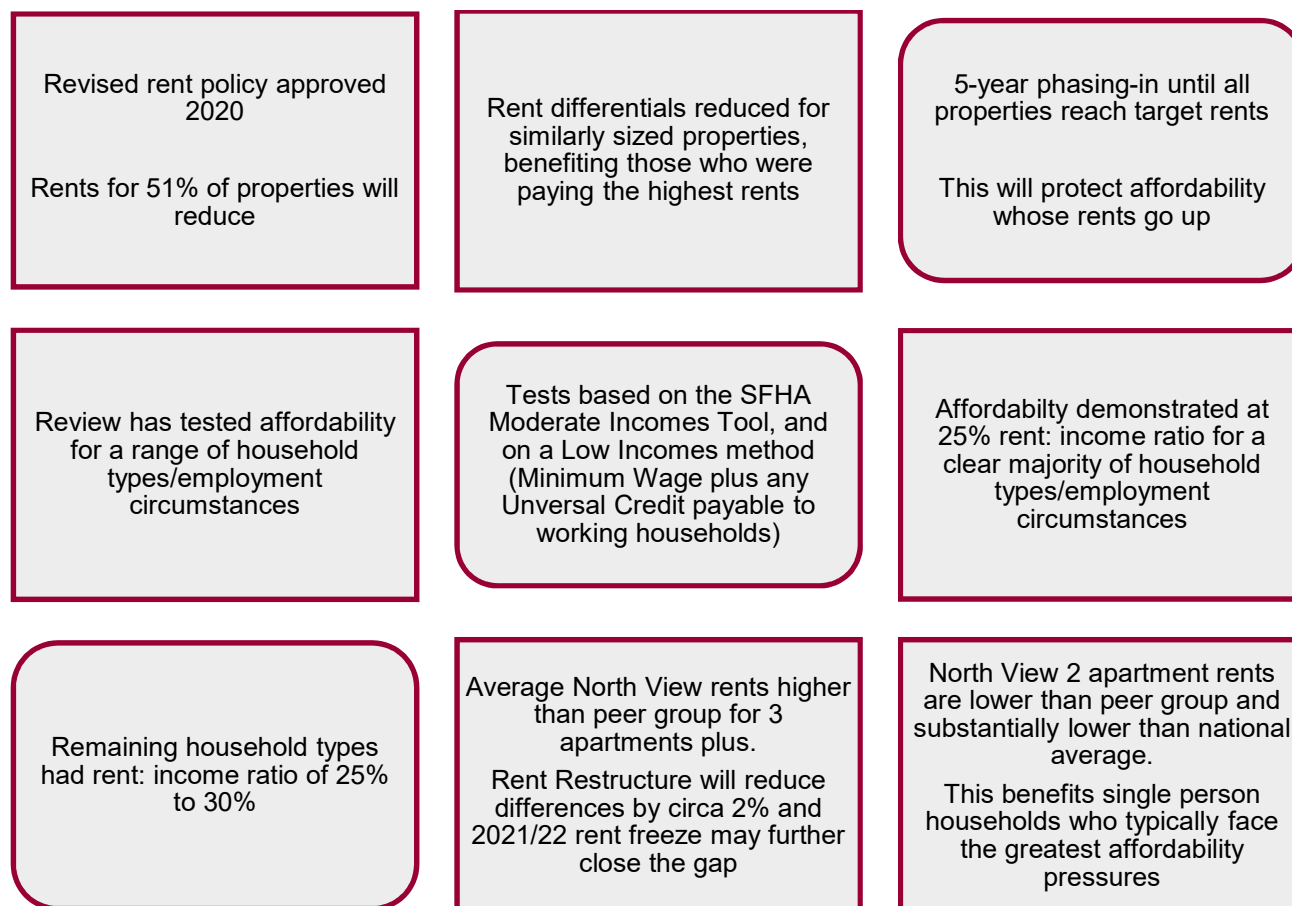 Revised rent policy approved
2020
Rents for 51% of properties will
reduce
Rent differentials reduced for
similarly sized properties,
benefiting those who were
paying the highest rents
5-year phasing-in until all
properties reach target rents
This will protect affordability
whose rents go up
Review has tested affordability
for a range of household
types/employment
circumstances
Tests based on the SFHA
Moderate Incomes Tool, and
on a Low Incomes method
(Minimum Wage plus any
Unversal Credit payable to
working households)
Affordabilty demonstrated at
25% rent: income ratio for a
clear majority of household
types/employment
circumstances
Remaining household types
had rent: income ratio of 25%
to 30%
Average North View rents higher
than peer group for 3
apartments plus.
Rent Restructure will reduce
differences by circa 2% and
2021/22 rent freeze may further
close the gap
North View 2 apartment rents
are lower than peer group and
substantially lower than national
average.
This benefits single person
households who typically face
the greatest affordability
pressures